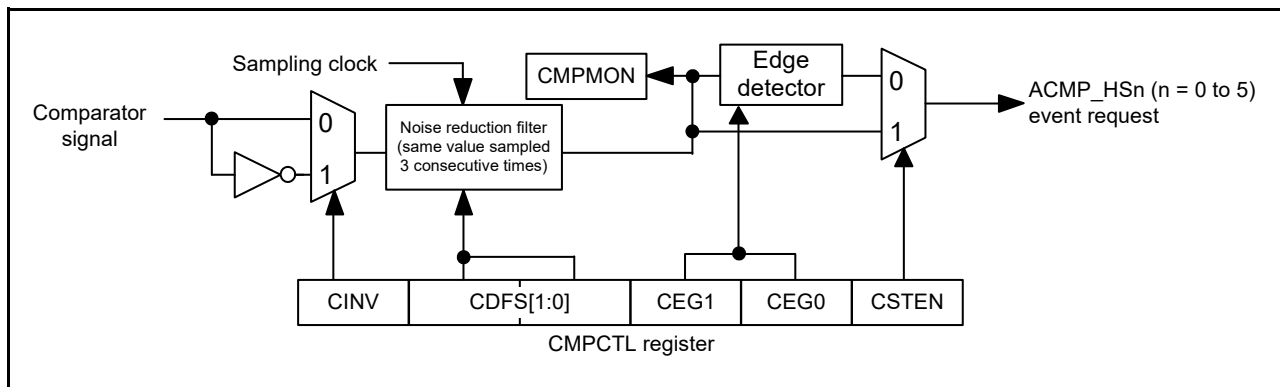 Sampling clock
CMPMON
Edge
detector
0
1
ACMP_HSn (n = 0 to 5)
event request
Comparator
signal
0
1
Noise reduction filter
(same value sampled
3 consecutive times)
CINV
CDFS[1:0]
CEG1
CEG0
CSTEN
CMPCTL register